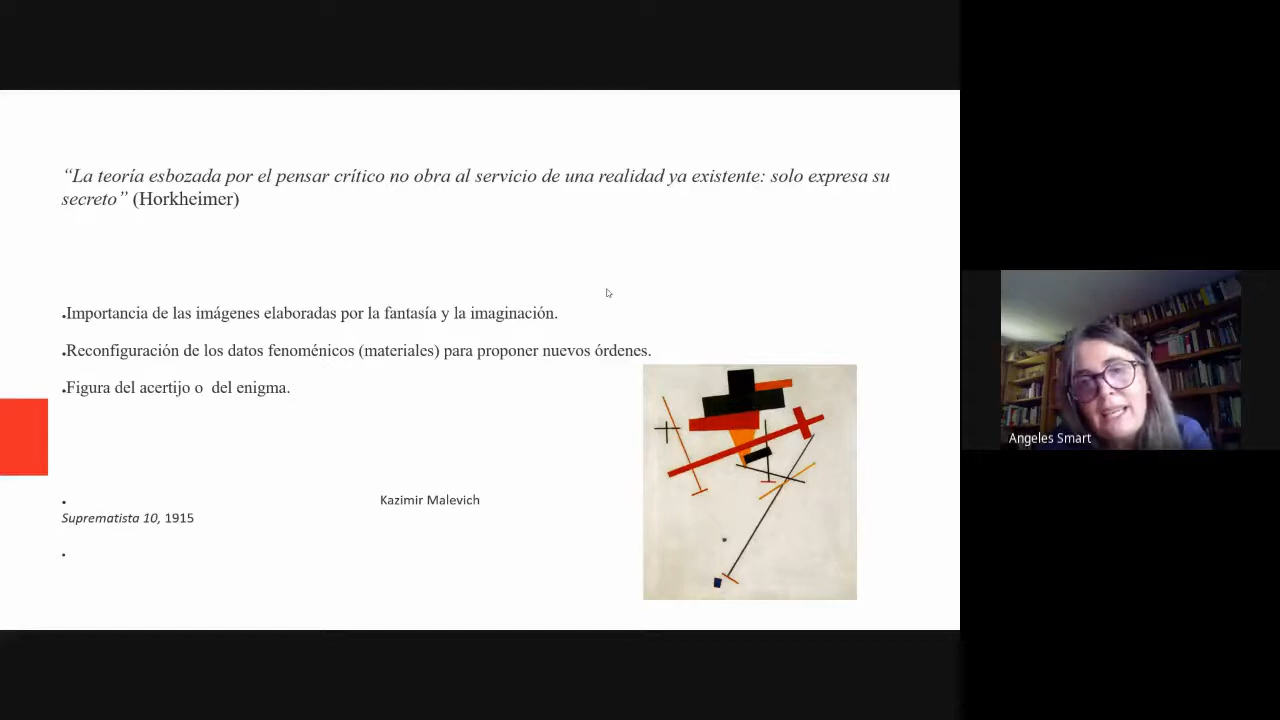 “La teoría esbozada por el pensar crítico no obra al servicio de una realidad ya existente: solo expresa su
secreto” (Horkheimer)
•Importancia de las imágenes elaboradas por la fantasía y la imaginación.
•Reconfiguración de los datos fenoménicos (materiales) para proponer nuevos órdenes.
•Figura del acertijo o  del enigma.
• Kazimir Malevich
Suprematista 10, 1915
•
Angeles Smart